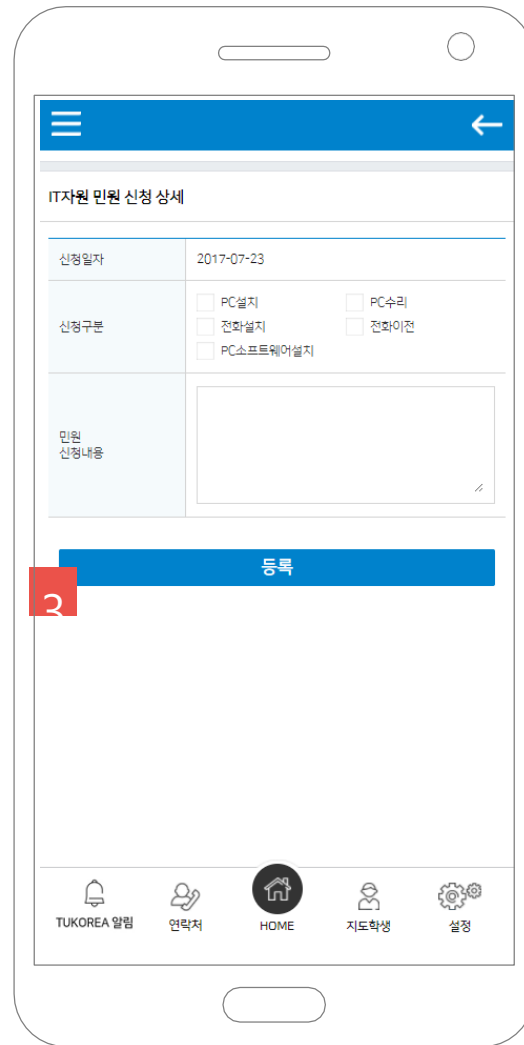 IT자원 민원 신청 상세
신청일자 2017-07-23
신청구분
PC설치 PC수리
전화설치 전화이전
PC소프트웨어설치
민원
신청내용
등록
3
TUKOREA 알림 연락처 HOME 지도학생 설정